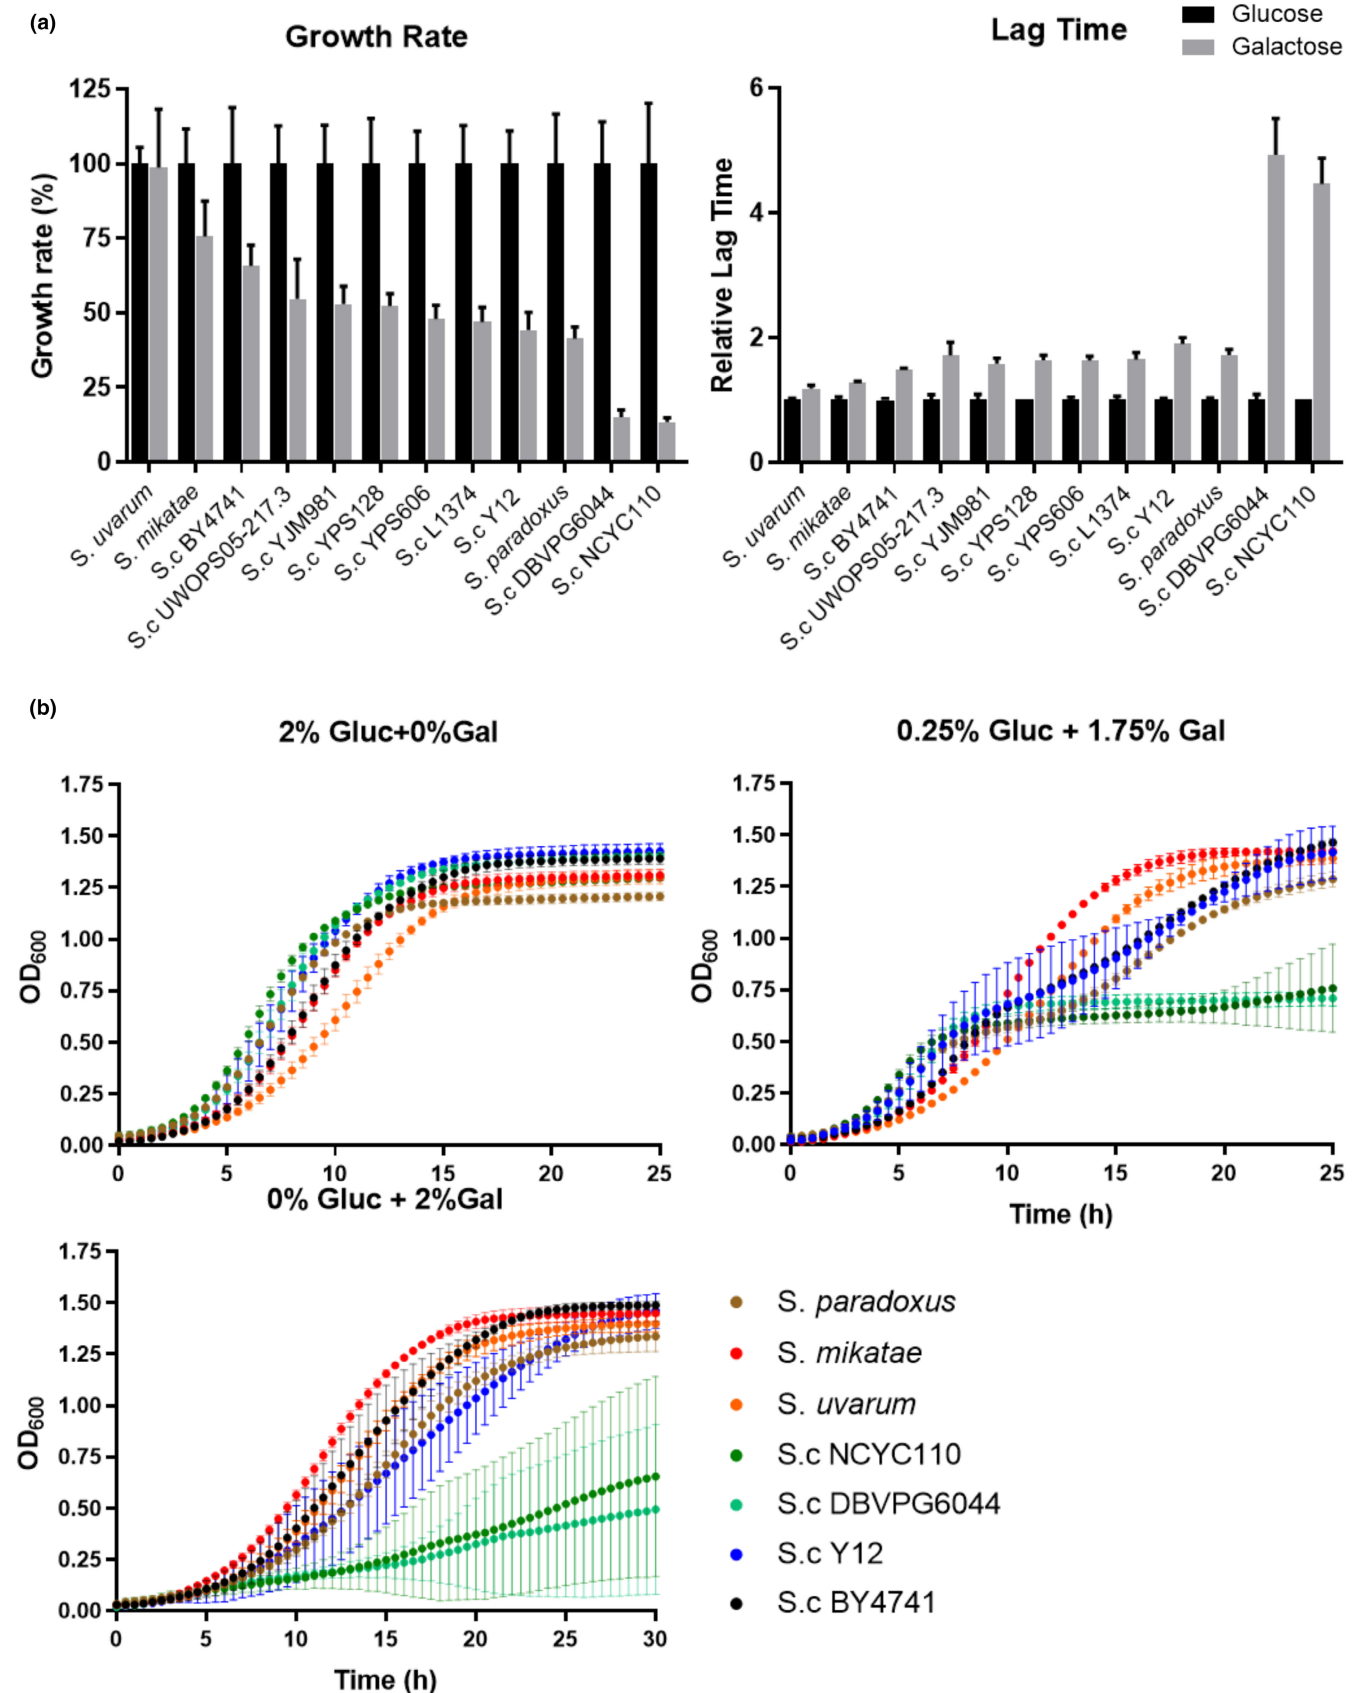 (a)
Growth Rate
Lag Time
Glucose
Galactose
Growth rate (%)
125
100
75
50
25
0
S. uvarum
S. mikatae
S.c BY4741
S.c UWOPS05-217.3
S.c YJM981
S.c YPS128
S.c YPS606
S.c L1374
S.c Y12
S. paradoxus
S.c DBVPG6044
S.c NCYC110
Relative Lag Time
6
4
2
0
S. uvarum
S. mikatae
S.c BY4741
S.c UWOPS05-217.3
S.c YJM981
S.c YPS128
S.c YPS606
S.c L1374
S.c Y12
S. paradoxus
S.c DBVPG6044
S.c NCYC110
(b)
2% Gluc+0%Gal
OD600
1.75
1.50
1.25
1.00
0.75
0.50
0.25
0.00
0 5 10 15 20 25
0.25% Gluc + 1.75% Gal
OD600
1.75
1.50
1.25
1.00
0.75
0.50
0.25
0.00
0 5 10 15 20 25
Time (h)
0% Gluc + 2%Gal
OD600
1.75
1.50
1.25
1.00
0.75
0.50
0.25
0.00
0 5 10 15 20 25 30
Time (h)
S. paradoxus
S. mikatae
S. uvarum
S.c NCYC110
S.c DBVPG6044
S.c Y12
S.c BY4741